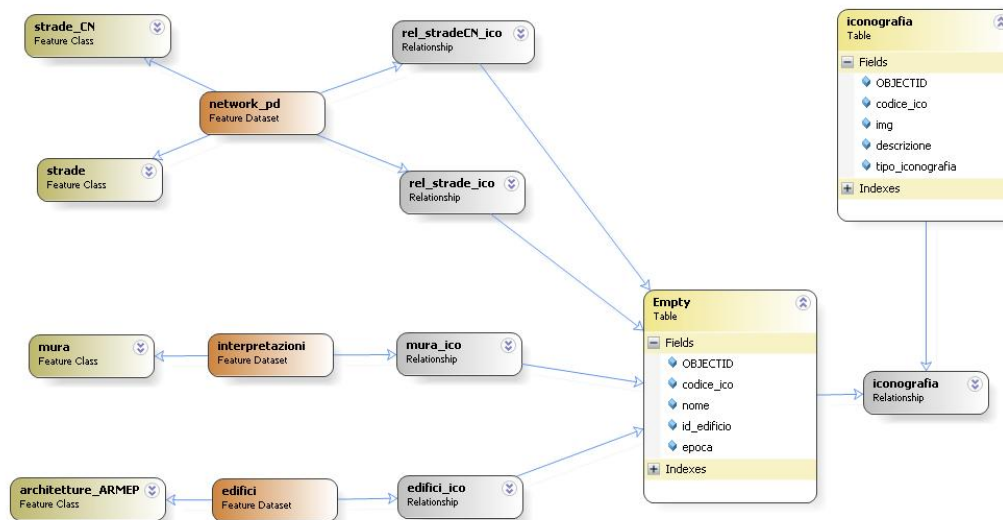 strade_CN
Feature Class
rel_stradeCN_ico
Relationship
iconografia
Table
Fields
OBJECTID
codice_ico
img
descrizione
tipo_iconografia
Indexes
network_pd
Feature Dataset
strade
Feature Class
rel_strade_ico
Relationship
Empty
Table
Fields
OBJECTID
codice_ico
nome
id_edificio
epoca
Indexes
mura
Feature Class
interpretazioni
Feature Dataset
mura_ico
Relationship
iconografia
Relationship
architetture_ARMEP
Feature Class
edifici
Feature Dataset
edifici_ico
Relationship